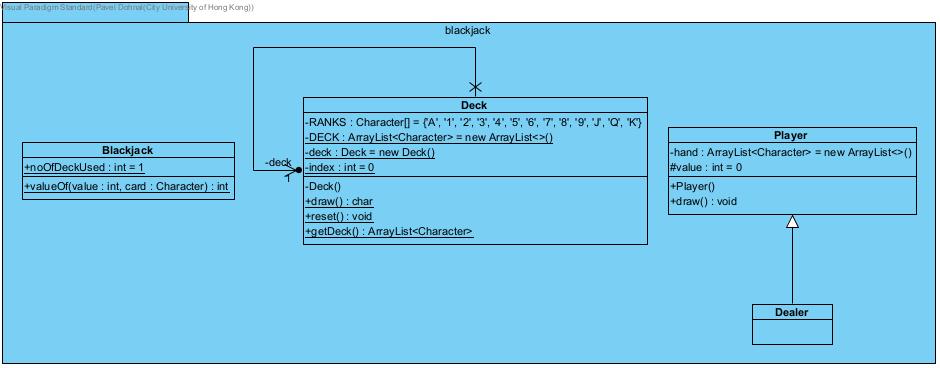 Visual Paradigm Standard(Pavel Dohnal(City University of Hong Kong))
blackjack
Deck
-RANKS : Character[] = {'A', '1', '2', '3', '4', '5', '6', '7', '8', '9', 'J', 'Q', 'K'}
-DECK : ArrayList<Character> = new ArrayList<>()
-deck : Deck = new Deck()
-index : int = 0
-Deck()
+draw() : char
+reset() : void
+getDeck() : ArrayList<Character>
-deck
1
Blackjack
+noOfDeckUsed : int = 1
+valueOf(value : int, card : Character) : int
Player
-hand : ArrayList<Character> = new ArrayList<>()
#value : int = 0
+Player()
+draw() : void
Dealer